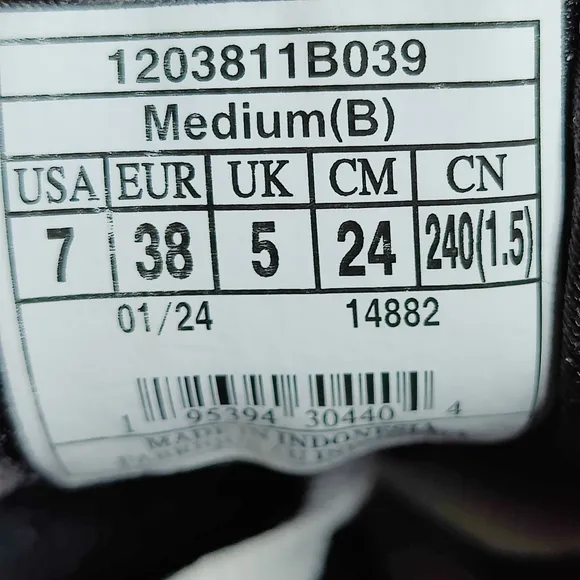 1203811B039
Medium(B)
USA EUR UK CM CN
7 38 5 24 240(1.5)
01/24 14882
1 95394 30440 4
MADE IN INDONESIA